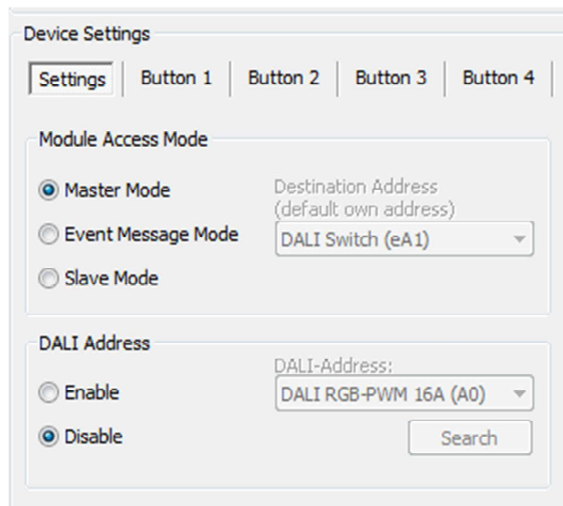 Device Settings
Settings Button 1 Button 2 Button 3 Button 4
Module Access Mode
Master Mode
Destination Address
(default own address)
Event Message Mode
DALI Switch (eA1)
Slave Mode
DALI Address
DALI-Address:
Enable
DALI RGB-PWM 16A (A0)
Disable
Search